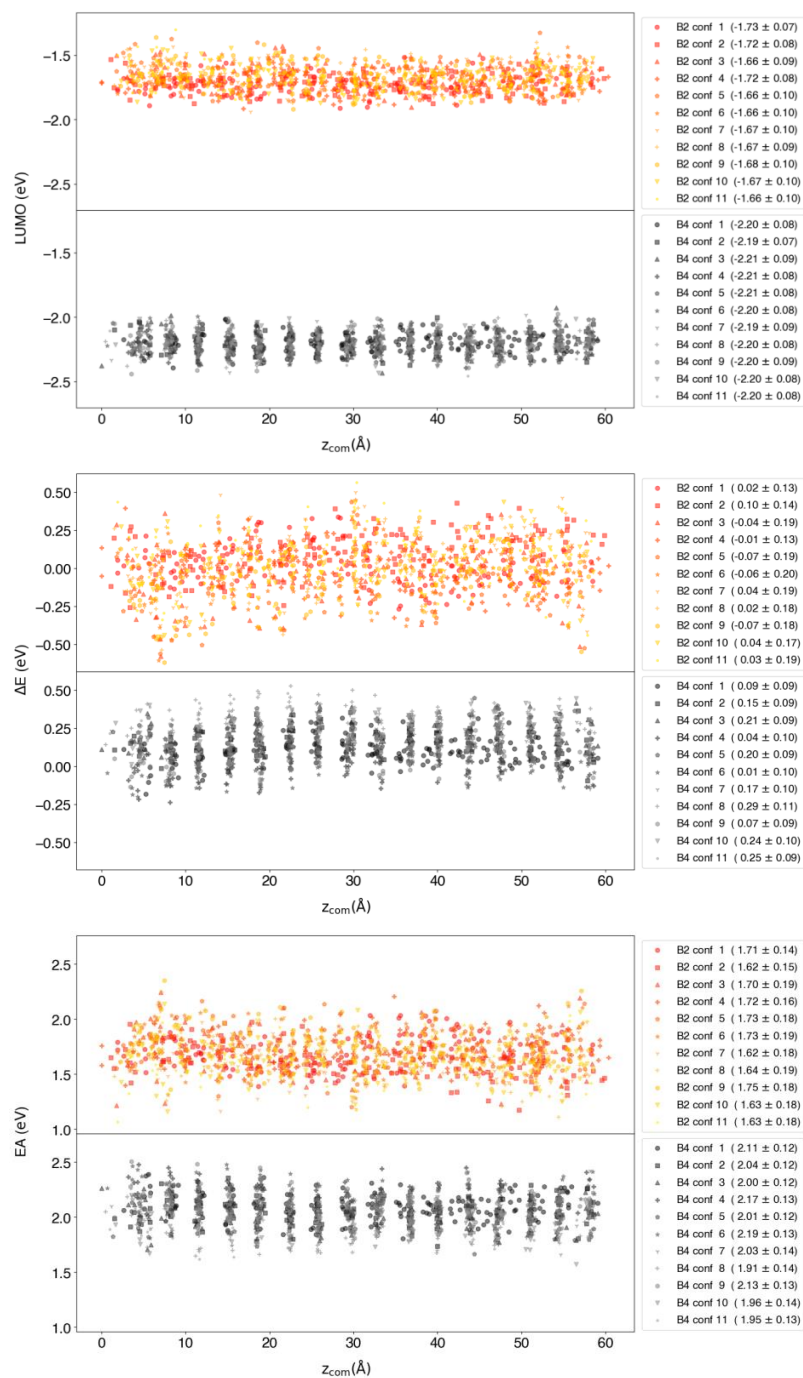 −1.5
−2.0
−2.5
−1.5
−2.0
−2.5
LUMO (eV)
0 10 20 30 40 50 60
z_com(Å)
B2 conf 1 (-1.73 ± 0.07)
B2 conf 2 (-1.72 ± 0.08)
B2 conf 3 (-1.66 ± 0.09)
B2 conf 4 (-1.72 ± 0.08)
B2 conf 5 (-1.66 ± 0.10)
B2 conf 6 (-1.66 ± 0.10)
B2 conf 7 (-1.67 ± 0.10)
B2 conf 8 (-1.67 ± 0.09)
B2 conf 9 (-1.68 ± 0.10)
B2 conf 10 (-1.67 ± 0.10)
B2 conf 11 (-1.66 ± 0.10)
B4 conf 1 (-2.20 ± 0.08)
B4 conf 2 (-2.19 ± 0.07)
B4 conf 3 (-2.21 ± 0.09)
B4 conf 4 (-2.21 ± 0.08)
B4 conf 5 (-2.21 ± 0.08)
B4 conf 6 (-2.20 ± 0.08)
B4 conf 7 (-2.19 ± 0.09)
B4 conf 8 (-2.20 ± 0.08)
B4 conf 9 (-2.20 ± 0.09)
B4 conf 10 (-2.20 ± 0.08)
B4 conf 11 (-2.20 ± 0.08)
0.50
0.25
0.00
−0.25
−0.50
0.50
0.25
0.00
−0.25
−0.50
ΔE (eV)
0 10 20 30 40 50 60
z_com(Å)
B2 conf 1 ( 0.02 ± 0.13)
B2 conf 2 ( 0.10 ± 0.14)
B2 conf 3 (-0.04 ± 0.19)
B2 conf 4 (-0.01 ± 0.13)
B2 conf 5 (-0.07 ± 0.19)
B2 conf 6 (-0.06 ± 0.20)
B2 conf 7 ( 0.04 ± 0.19)
B2 conf 8 ( 0.02 ± 0.18)
B2 conf 9 (-0.07 ± 0.18)
B2 conf 10 ( 0.04 ± 0.17)
B2 conf 11 ( 0.03 ± 0.19)
B4 conf 1 ( 0.09 ± 0.09)
B4 conf 2 ( 0.15 ± 0.09)
B4 conf 3 ( 0.21 ± 0.09)
B4 conf 4 ( 0.04 ± 0.10)
B4 conf 5 ( 0.20 ± 0.09)
B4 conf 6 ( 0.01 ± 0.10)
B4 conf 7 ( 0.17 ± 0.10)
B4 conf 8 ( 0.29 ± 0.11)
B4 conf 9 ( 0.07 ± 0.09)
B4 conf 10 ( 0.24 ± 0.10)
B4 conf 11 ( 0.25 ± 0.09)
2.5
2.0
1.5
1.0
2.5
2.0
1.5
1.0
EA (eV)
0 10 20 30 40 50 60
z_com(Å)
B2 conf 1 ( 1.71 ± 0.14)
B2 conf 2 ( 1.62 ± 0.15)
B2 conf 3 ( 1.70 ± 0.19)
B2 conf 4 ( 1.72 ± 0.16)
B2 conf 5 ( 1.73 ± 0.18)
B2 conf 6 ( 1.73 ± 0.19)
B2 conf 7 ( 1.62 ± 0.18)
B2 conf 8 ( 1.64 ± 0.19)
B2 conf 9 ( 1.75 ± 0.18)
B2 conf 10 ( 1.63 ± 0.18)
B2 conf 11 ( 1.63 ± 0.18)
B4 conf 1 ( 2.11 ± 0.12)
B4 conf 2 ( 2.04 ± 0.12)
B4 conf 3 ( 2.00 ± 0.12)
B4 conf 4 ( 2.17 ± 0.13)
B4 conf 5 ( 2.01 ± 0.12)
B4 conf 6 ( 2.19 ± 0.13)
B4 conf 7 ( 2.03 ± 0.14)
B4 conf 8 ( 1.91 ± 0.14)
B4 conf 9 ( 2.13 ± 0.13)
B4 conf 10 ( 1.96 ± 0.14)
B4 conf 11 ( 1.95 ± 0.13)